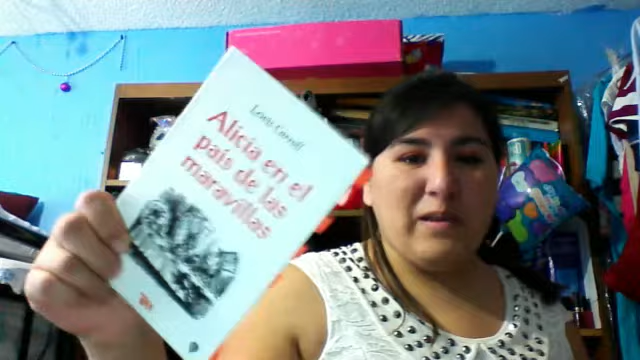 Lewis Carroll
Alicia en el
país de las
maravillas